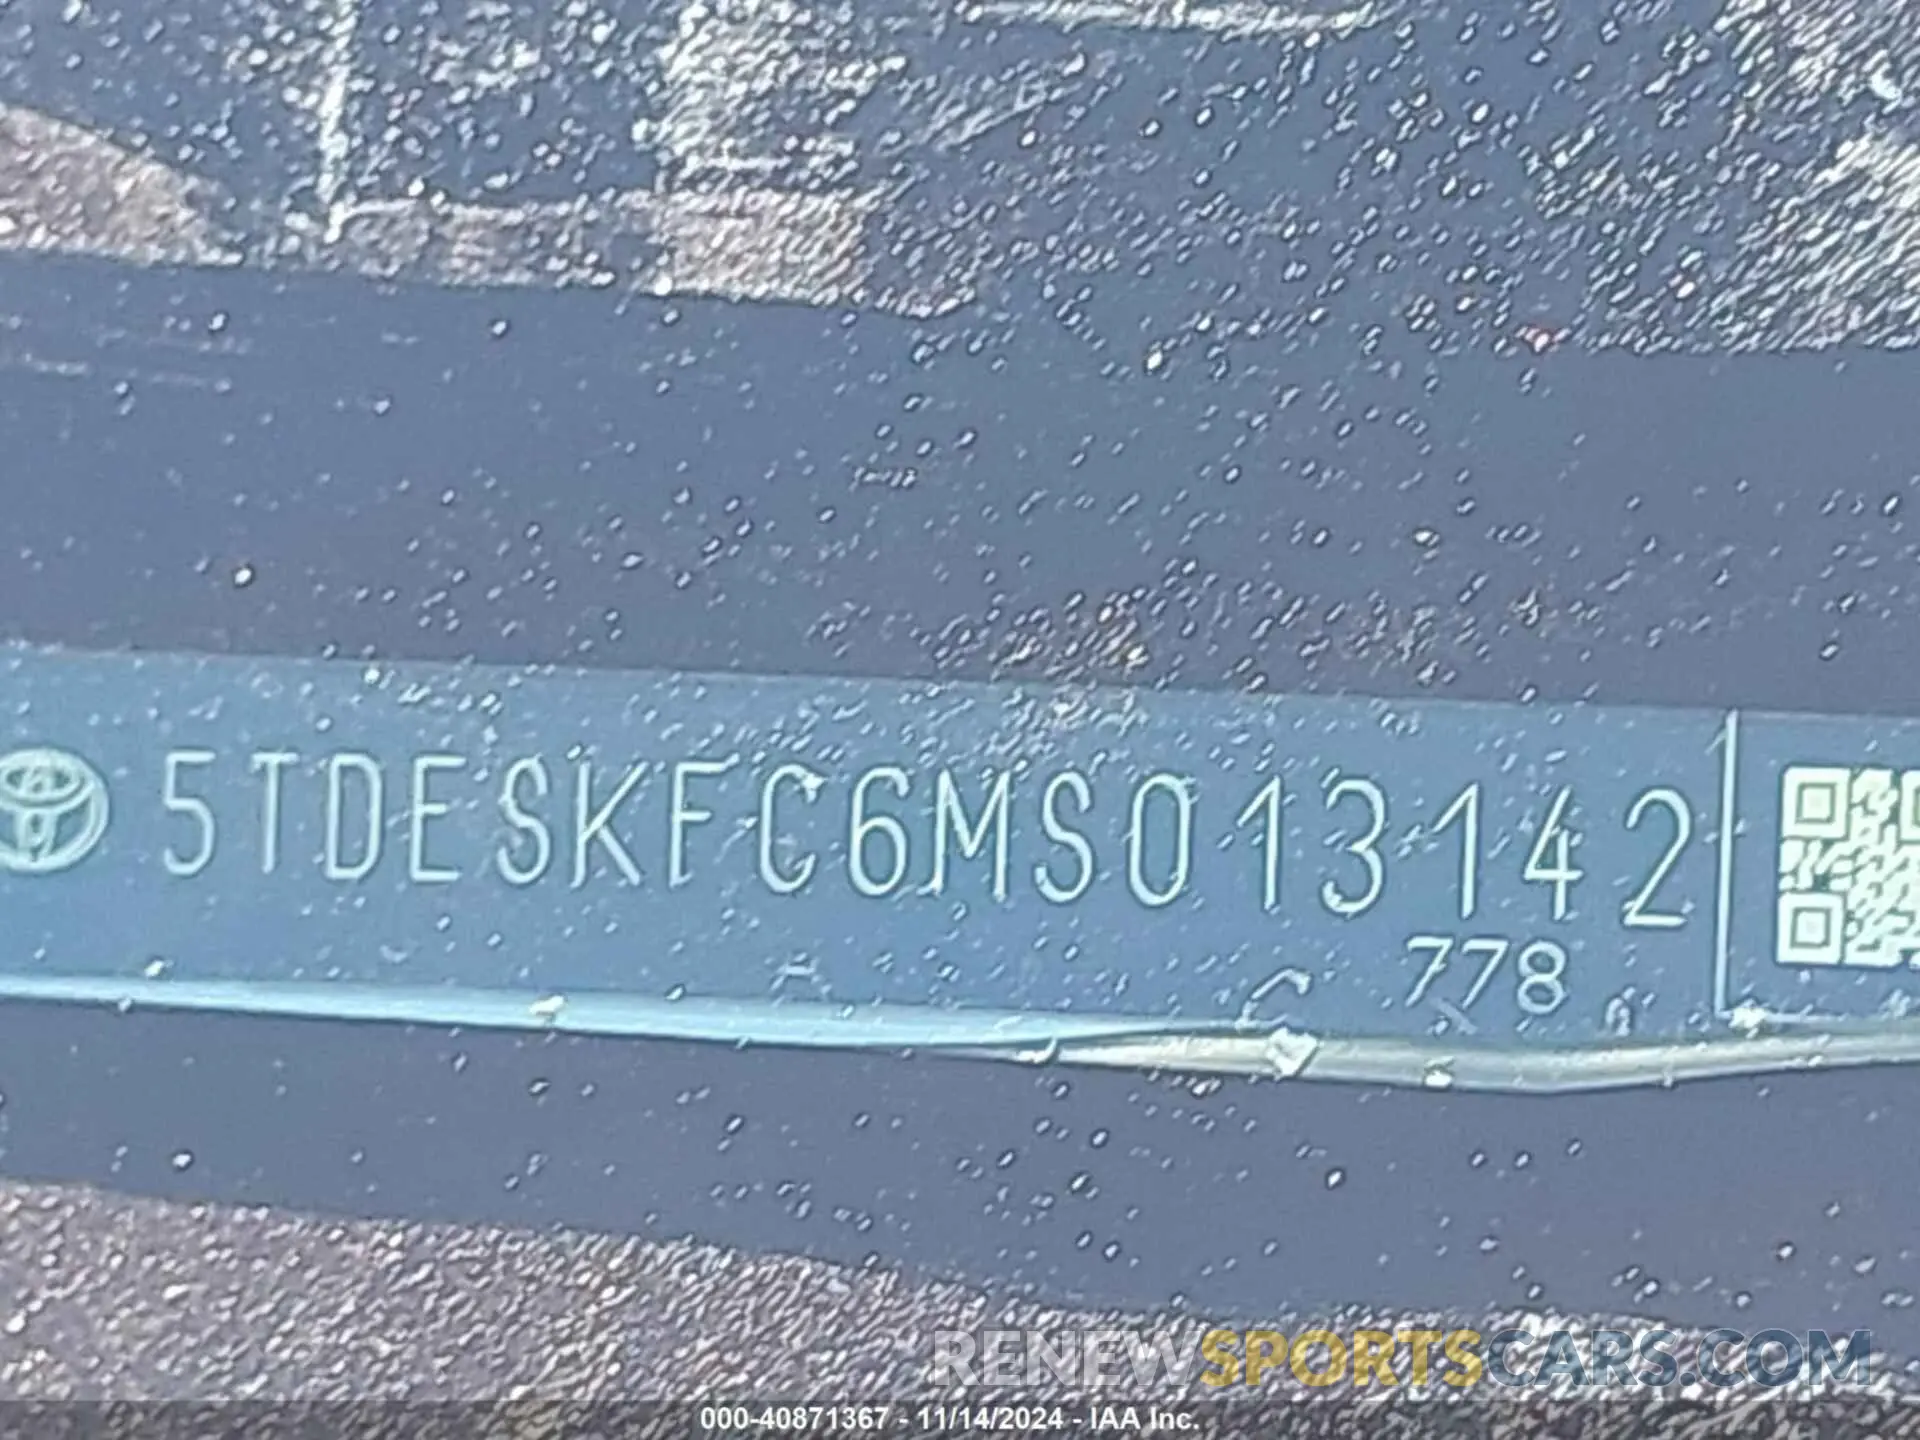 5TDESKFC6MS013142
778
RENEWSPORTSCARS.COM
000-40871367 - 11/14/2024 - IAA Inc.